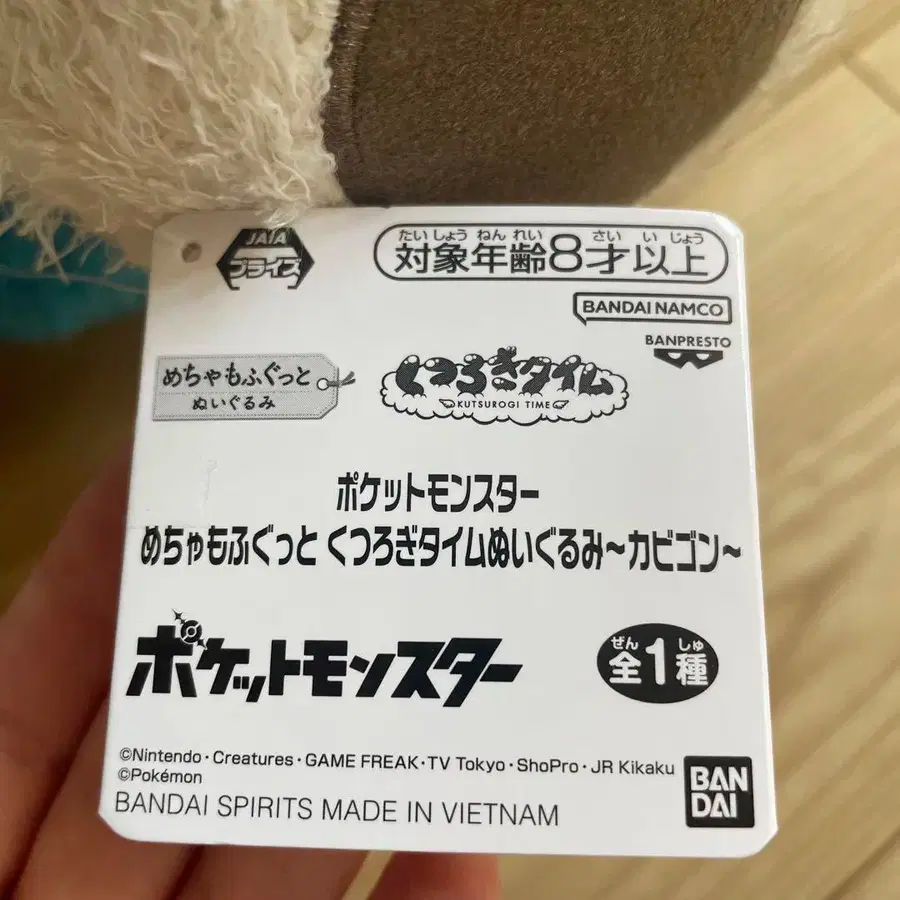 JAIA
プライズ
たいしょうねんれい さいいじょう
対象年齢8才以上
BANDAI NAMCO
BANPRESTO
めちゃもふぐっと
ぬいぐるみ
くつろぎタイム
KUTSUROGI TIME
ポケットモンスター
めちゃもふぐっと くつろぎタイムぬいぐるみ～カビゴン～
ポケットモンスター
ぜん しゅ
全1種
©Nintendo・Creatures・GAME FREAK・TV Tokyo・ShoPro・JR Kikaku
©Pokémon
BANDAI SPIRITS MADE IN VIETNAM
BAN
DAI